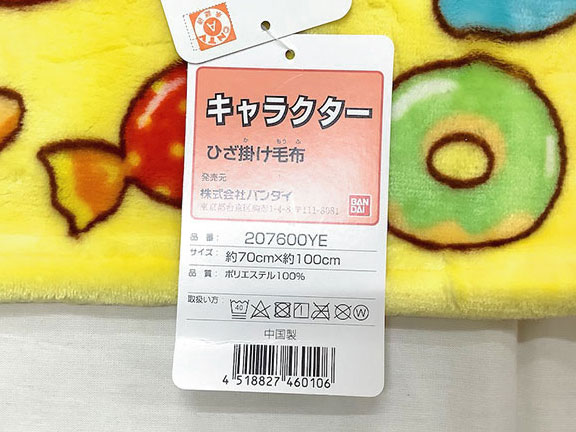 キャラクター
ひざ掛け毛布
発売元
株式会社バンダイ
BAN
DAI
品番: 207600YE
サイズ: 約70cm×約100cm
品質: ポリエステル100%
取扱い方
40
中国製
4 518827 460106